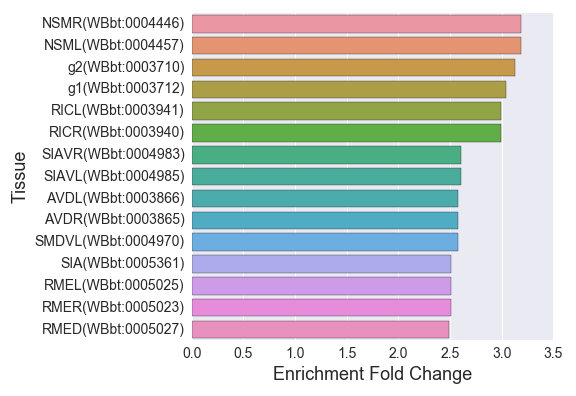 NSMR(WBbt:0004446)
NSML(WBbt:0004457)
g2(WBbt:0003710)
g1(WBbt:0003712)
RICL(WBbt:0003941)
RICR(WBbt:0003940)
SIAVR(WBbt:0004983)
SIAVL(WBbt:0004985)
AVDL(WBbt:0003866)
AVDR(WBbt:0003865)
SMDVL(WBbt:0004970)
SIA(WBbt:0005361)
RMEL(WBbt:0005025)
RMER(WBbt:0005023)
RMED(WBbt:0005027)
Tissue
0.0 0.5 1.0 1.5 2.0 2.5 3.0 3.5
Enrichment Fold Change